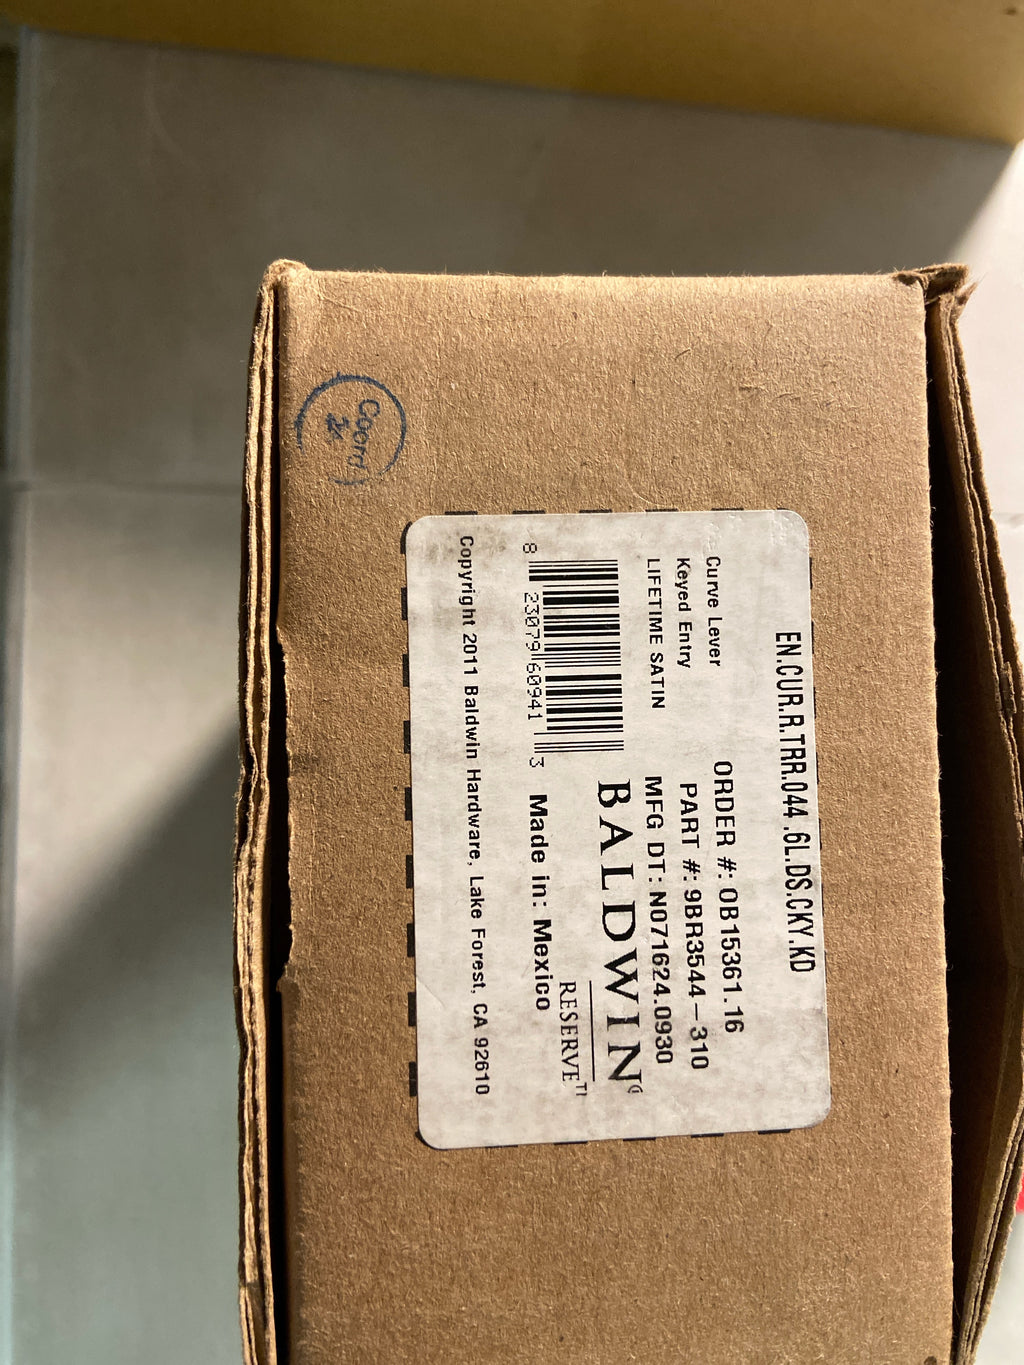 EN.CUR.R.TRR.044 .6L.DS.CKY.KD
Curve Lever
Keyed Entry
LIFETIME SATIN
ORDER #: 0B15361.16
PART #: 9BR3544-310
MFG DT: N071624.0930
8 23079 60941 3
BALDWIN
RESERVE
Made in: Mexico
Copyright 2011 Baldwin Hardware, Lake Forest, CA 92610